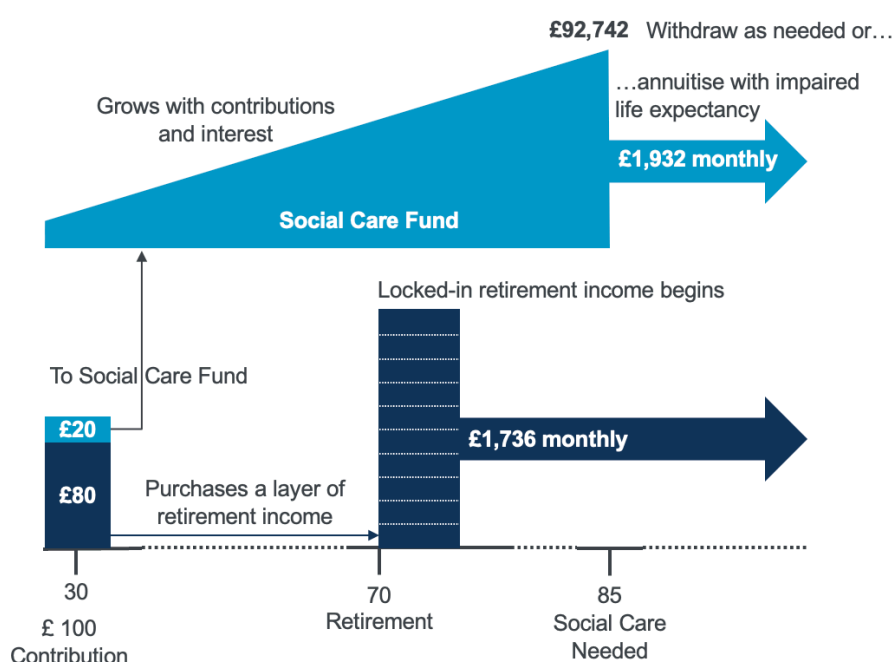 £92,742 Withdraw as needed or…
…annuitise with impaired
life expectancy
Grows with contributions
and interest
£1,932 monthly
Social Care Fund
Locked-in retirement income begins
To Social Care Fund
£20
£1,736 monthly
£80
Purchases a layer of
retirement income
30
70
85
£ 100
Contribution
Retirement
Social Care
Needed